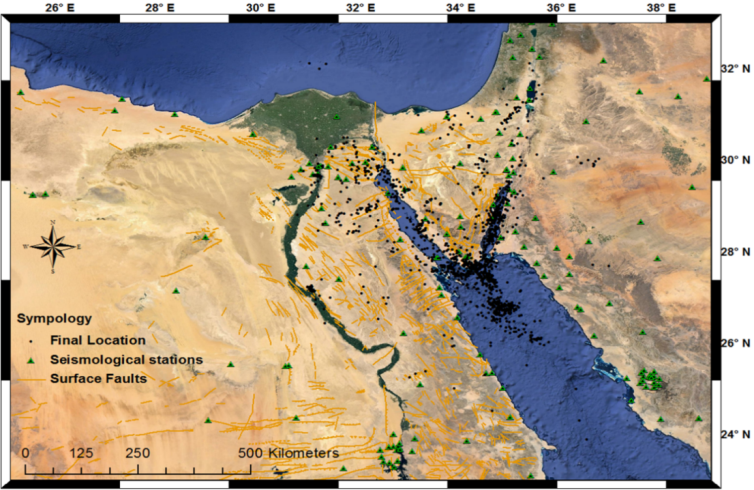 26° E 28° E 30° E 32° E 34° E 36° E 38° E
32° N
30° N
N
W E
S
28° N
Sympology
Final Location
Seismological stations
Surface Faults
26° N
24° N
0 125 250 500 Kilometers